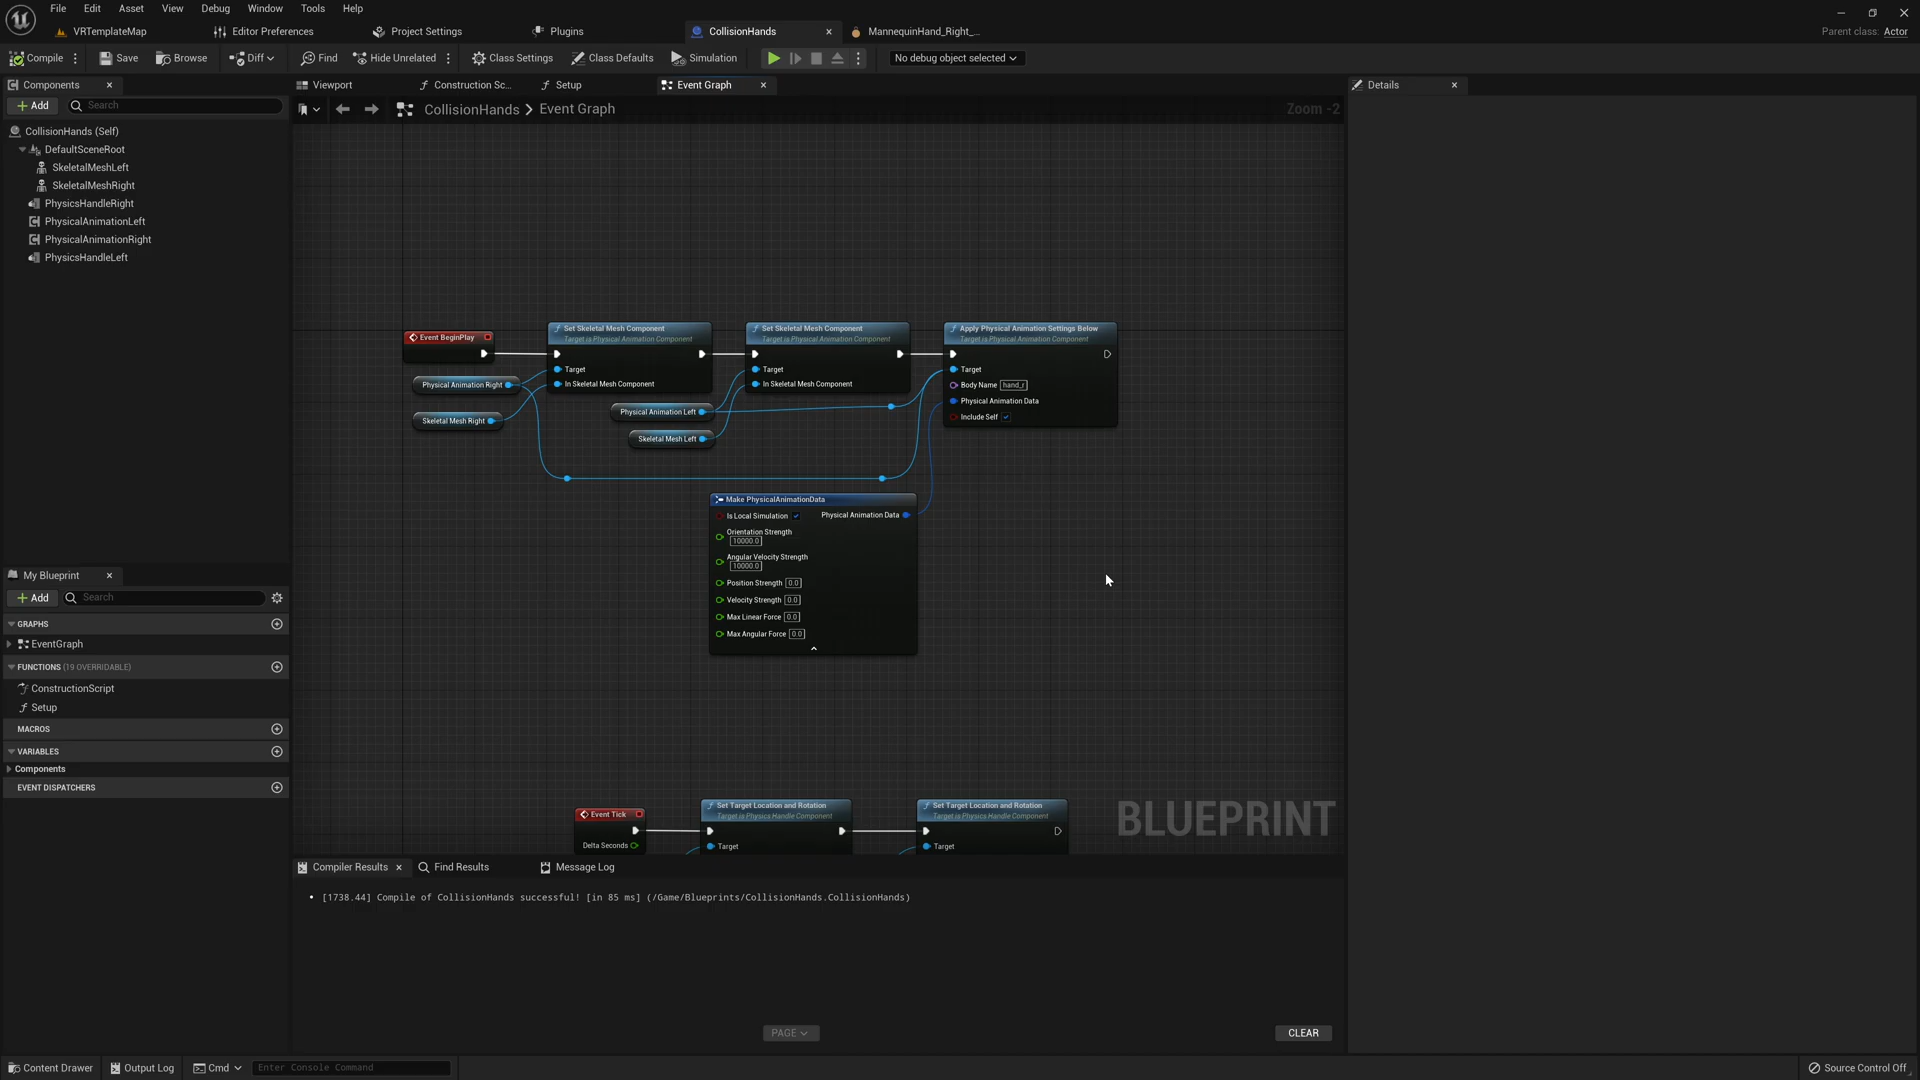 File Edit Asset View Debug Window Tools Help
VRTemplateMap Editor Preferences Project Settings Plugins CollisionHands MannequinHand_Right_... Parent class: Actor
Compile Save Browse Diff Find Hide Unrelated Class Settings Class Defaults Simulation No debug object selected
Components
Add Search
CollisionHands (Self)
DefaultSceneRoot
SkeletalMeshLeft
SkeletalMeshRight
PhysicsHandleRight
PhysicalAnimationLeft
PhysicalAnimationRight
PhysicsHandleLeft
My Blueprint
Add Search
GRAPHS
EventGraph
FUNCTIONS (19 OVERRIDABLE)
ConstructionScript
Setup
MACROS
VARIABLES
Components
EVENT DISPATCHERS
Viewport Construction Sc... Setup Event Graph
CollisionHands > Event Graph Zoom -2
Event BeginPlay
Physical Animation Right
Skeletal Mesh Right
Set Skeletal Mesh Component
Target is Physical Animation Component
Target
In Skeletal Mesh Component
Physical Animation Left
Skeletal Mesh Left
Set Skeletal Mesh Component
Target is Physical Animation Component
Target
In Skeletal Mesh Component
Apply Physical Animation Settings Below
Target is Physical Animation Component
Target
Body Name hand_r
Physical Animation Data
Include Self
Make PhysicalAnimationData
Is Local Simulation Physical Animation Data
Orientation Strength
10000.0
Angular Velocity Strength
10000.0
Position Strength 0.0
Velocity Strength 0.0
Max Linear Force 0.0
Max Angular Force 0.0
Event Tick
Delta Seconds
Set Target Location and Rotation
Target is Physics Handle Component
Target
Set Target Location and Rotation
Target is Physics Handle Component
Target
BLUEPRINT
Compiler Results Find Results Message Log
[1738.44] Compile of CollisionHands successful! [in 85 ms] (/Game/Blueprints/CollisionHands.CollisionHands)
PAGE CLEAR
Details
Content Drawer Output Log Cmd Enter Console Command Source Control Off